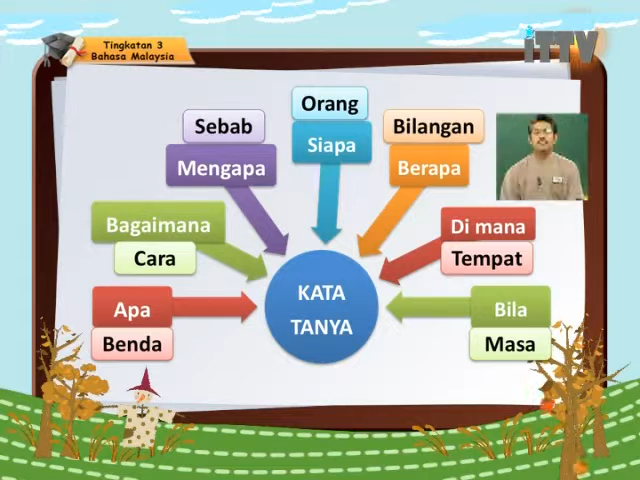 Tingkatan 3
Bahasa Malaysia
iTTV
Orang
Siapa
Sebab
Mengapa
Bilangan
Berapa
Bagaimana
Cara
Di mana
Tempat
Apa
Benda
Bila
Masa
KATA
TANYA